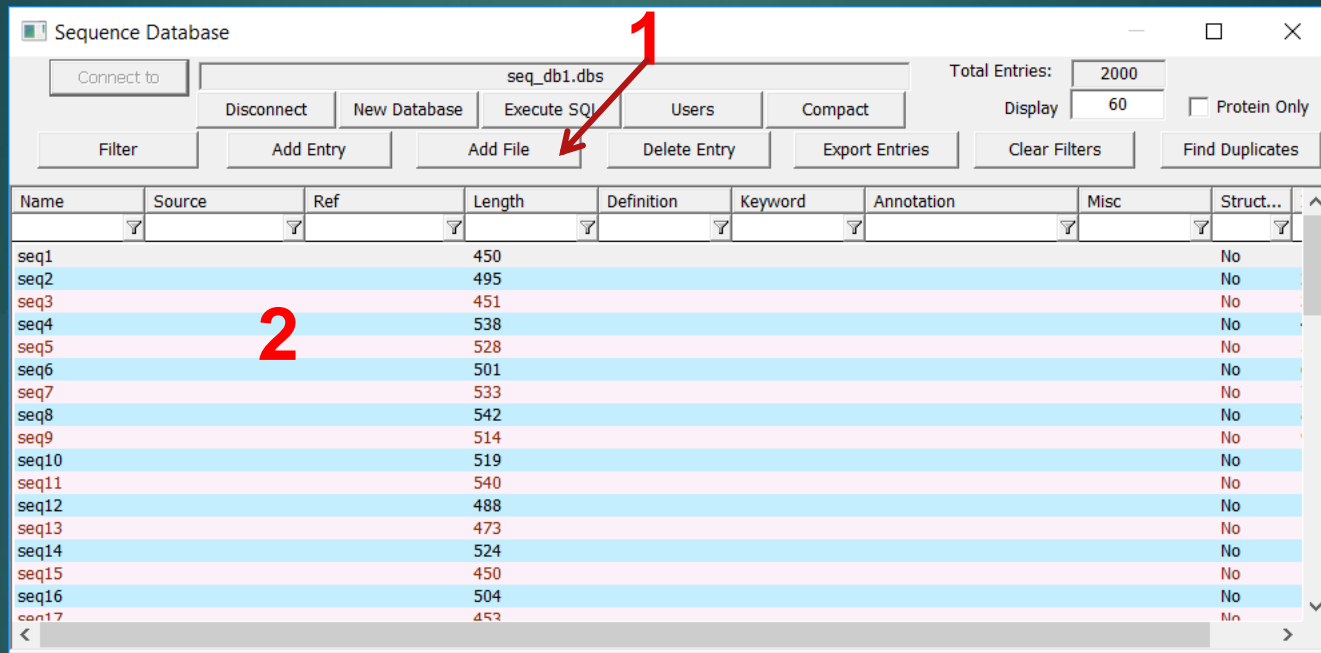 Sequence Database
1
Connect to seq_db1.dbs Total Entries: 2000
Disconnect New Database Execute SQL Users Compact Display 60 Protein Only
Filter Add Entry Add File Delete Entry Export Entries Clear Filters Find Duplicates
Name Source Ref Length Definition Keyword Annotation Misc Struct...
seq1 450 No
seq2 495 No
seq3 451 No
2
seq4 538 No
seq5 528 No
seq6 501 No
seq7 533 No
seq8 542 No
seq9 514 No
seq10 519 No
seq11 540 No
seq12 488 No
seq13 473 No
seq14 524 No
seq15 450 No
seq16 504 No
seq17 453 No